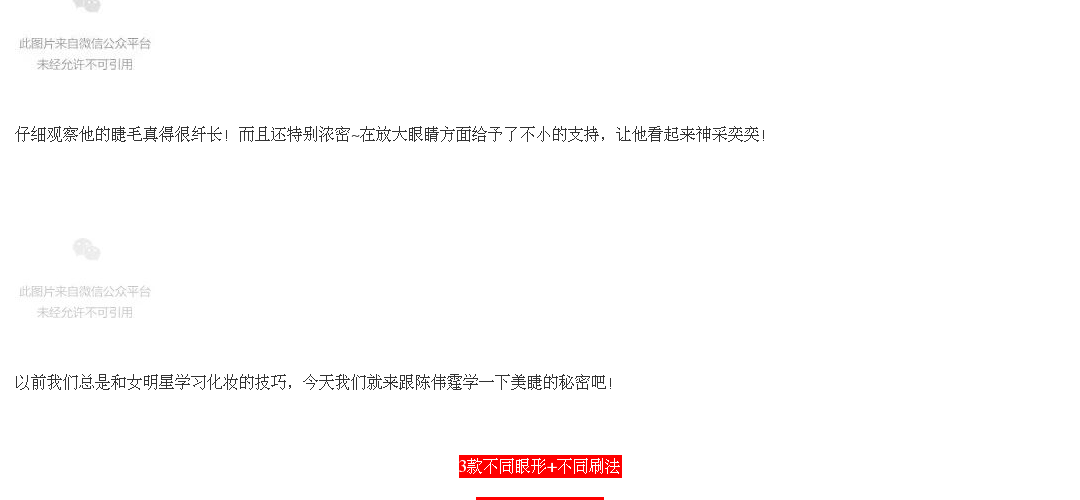 此图片来自微信公众平台
未经允许不可引用
仔细观察他的睫毛真得很纤长！而且还特别浓密~在放大眼睛方面给予了不小的支持，让他看起来神采奕奕！
此图片来自微信公众平台
未经允许不可引用
以前我们总是和女明星学习化妆的技巧，今天我们就来跟陈伟霆学一下美睫的秘密吧！
3款不同眼形+不同刷法